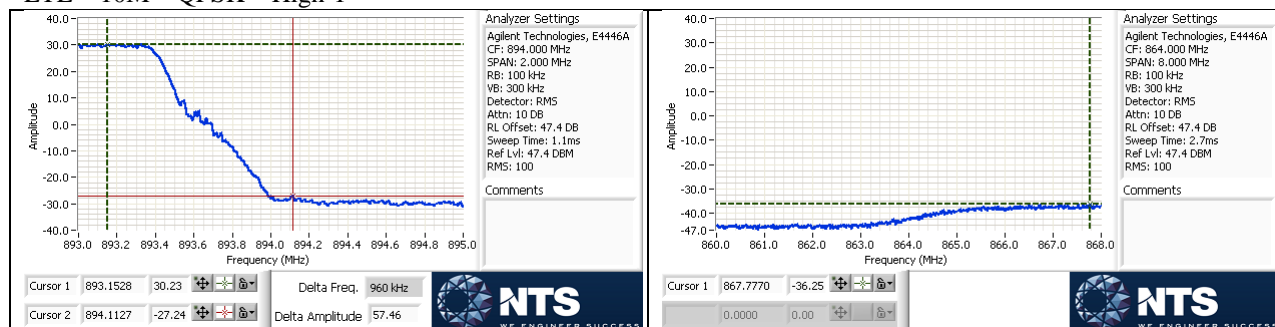 LTE 10M QPSK High 1
Analyzer Settings
Agilent Technologies, E4446A
CF: 894.000 MHz
SPAN: 2.000 MHz
RB: 100 kHz
VB: 300 kHz
Detector: RMS
Attn: 10 DB
RL Offset: 47.4 DB
Sweep Time: 1.1ms
Ref Lvl: 47.4 DBM
RMS: 100
Comments
Amplitude
40.0
30.0
20.0
10.0
0.0
-10.0
-20.0
-30.0
-40.0
893.0 893.2 893.4 893.6 893.8 894.0 894.2 894.4 894.6 894.8 895.0
Frequency (MHz)
Cursor 1 893.1528 30.23
Cursor 2 894.1127 -27.24
Delta Freq. 960 kHz
Delta Amplitude 57.46
NTS
WE ENGINEER SUCCESS
Analyzer Settings
Agilent Technologies, E4446A
CF: 864.000 MHz
SPAN: 8.000 MHz
RB: 100 kHz
VB: 300 kHz
Detector: RMS
Attn: 10 DB
RL Offset: 47.4 DB
Sweep Time: 2.7ms
Ref Lvl: 47.4 DBM
RMS: 100
Comments
Amplitude
40.0
30.0
20.0
10.0
0.0
-10.0
-20.0
-30.0
-40.0
-47.0
860.0 861.0 862.0 863.0 864.0 865.0 866.0 867.0 868.0
Frequency (MHz)
Cursor 1 867.7770 -36.25
0.0000 0.00
NTS
WE ENGINEER SUCCESS